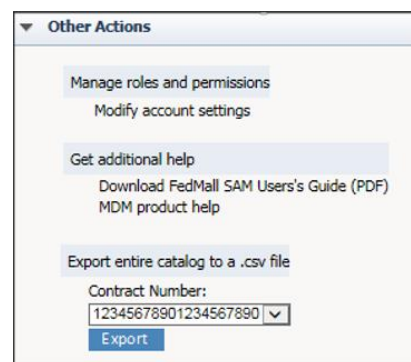 Other Actions
Manage roles and permissions
Modify account settings
Get additional help
Download FedMall SAM Users's Guide (PDF)
MDM product help
Export entire catalog to a .csv file
Contract Number:
12345678901234567890
Export